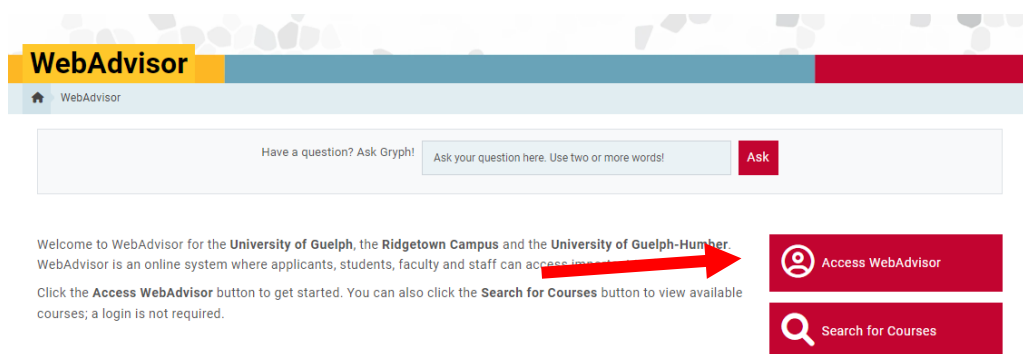 WebAdvisor
WebAdvisor
Have a question? Ask Gryph!
Ask your question here. Use two or more words!
Ask
Welcome to WebAdvisor for the University of Guelph, the Ridgetown Campus and the University of Guelph-Humber.
WebAdvisor is an online system where applicants, students, faculty and staff can access
Click the Access WebAdvisor button to get started. You can also click the Search for Courses button to view available
courses; a login is not required.
Access WebAdvisor
Search for Courses